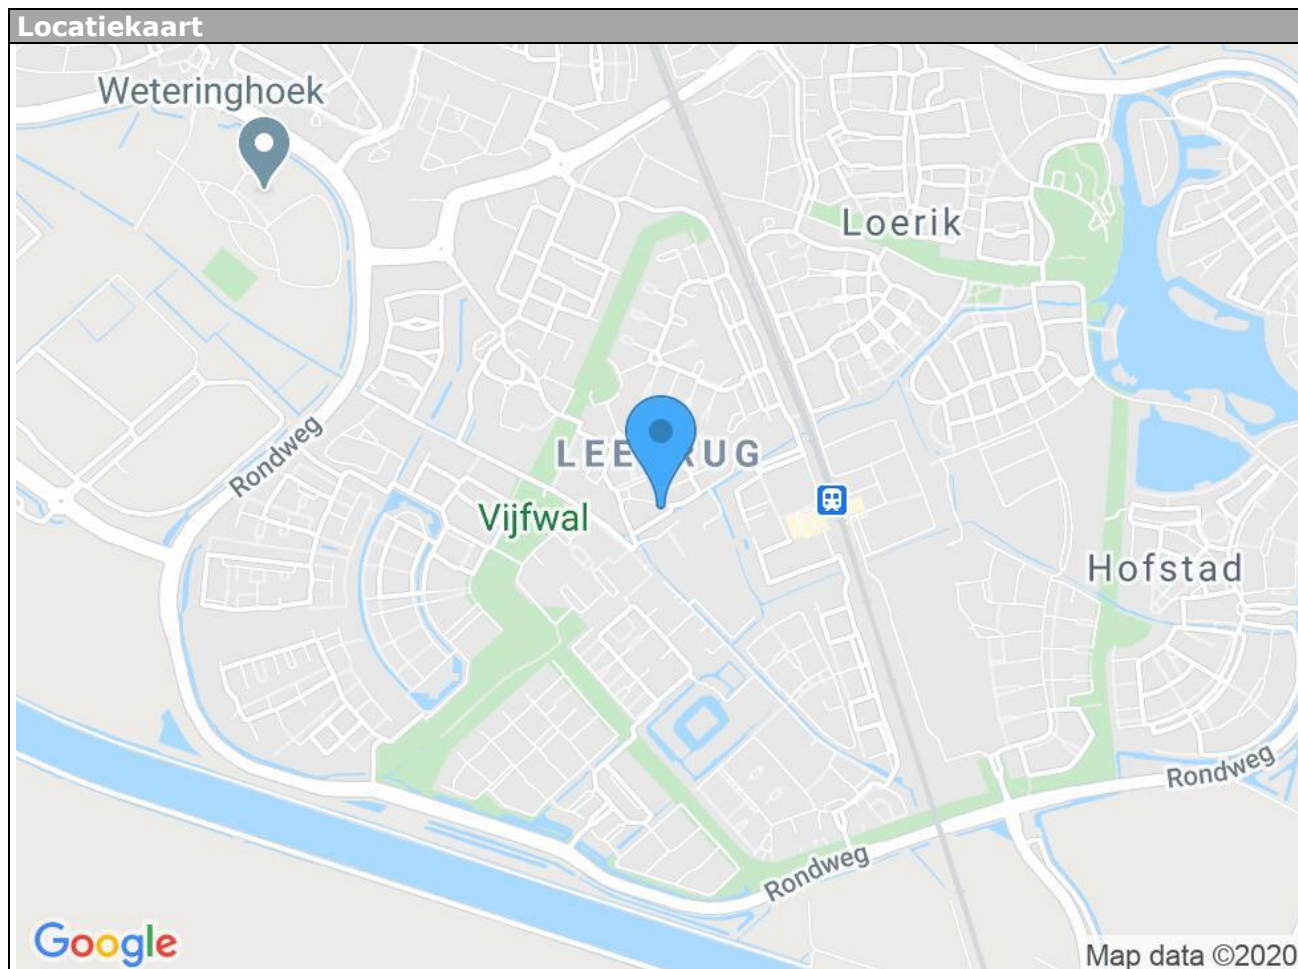 Locatiekaart
Weteringhoek
Loerik
Rondweg
Vijfwal
Hofstad
Rondweg
Rondweg
Google
Map data ©2020